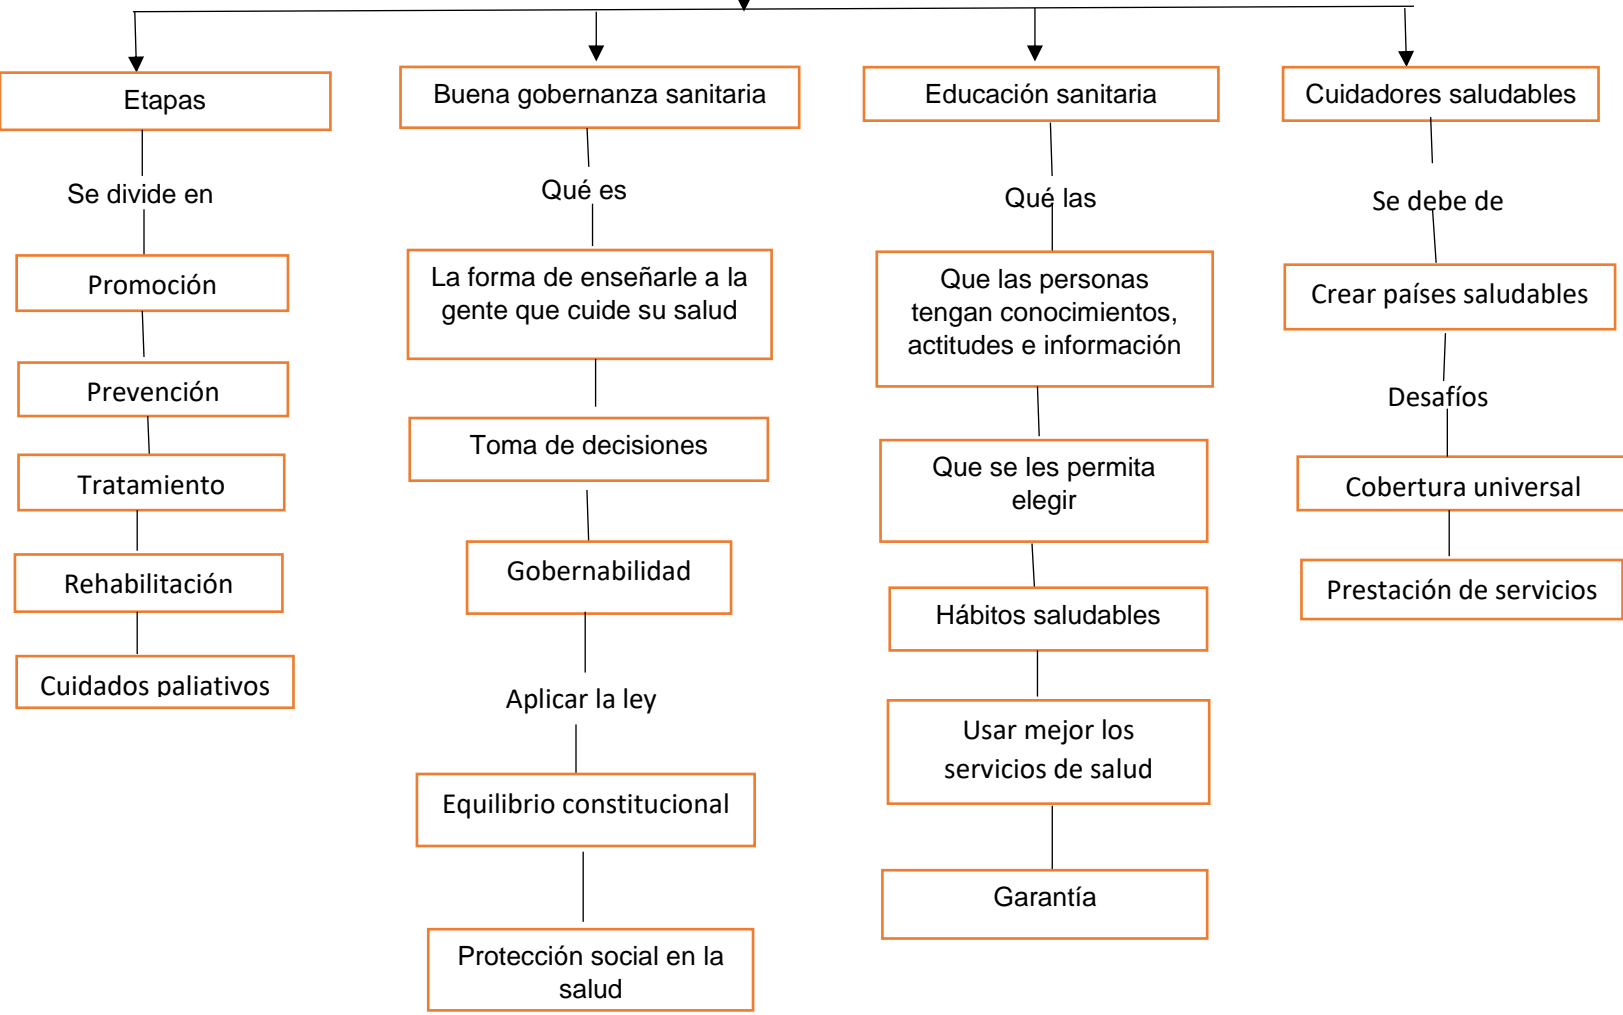 Etapas
Se divide en
Promoción
Prevención
Tratamiento
Rehabilitación
Cuidados paliativos
Buena gobernanza sanitaria
Qué es
La forma de enseñarle a la
gente que cuide su salud
Toma de decisiones
Gobernabilidad
Aplicar la ley
Equilibrio constitucional
Protección social en la
salud
Educación sanitaria
Qué las
Que las personas
tengan conocimientos,
actitudes e información
Que se les permita
elegir
Hábitos saludables
Usar mejor los
servicios de salud
Garantía
Cuidadores saludables
Se debe de
Crear países saludables
Desafíos
Cobertura universal
Prestación de servicios